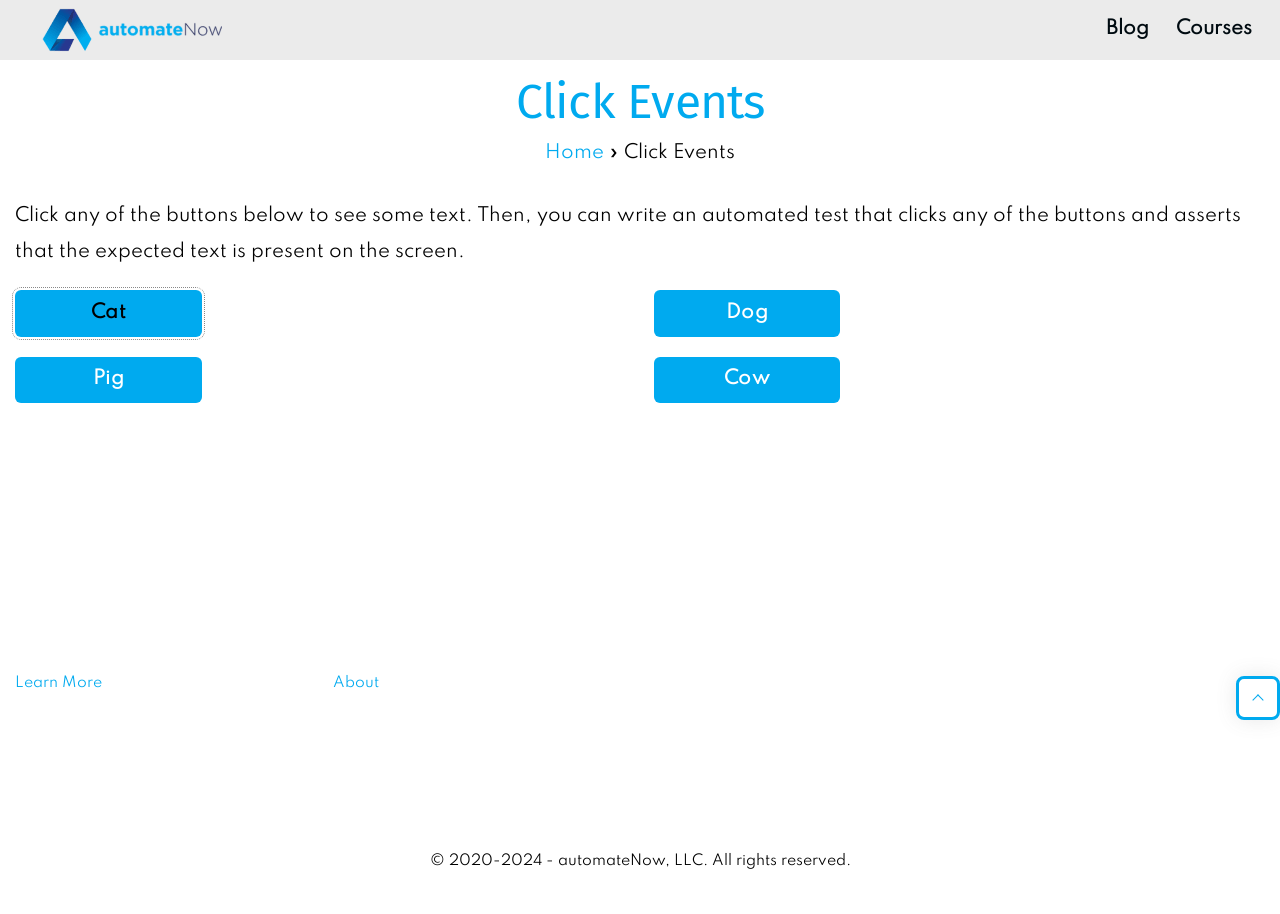 automateNow
Blog
Courses
Click Events
Home › Click Events
Click any of the buttons below to see some text. Then, you can write an automated test that clicks any of the buttons and asserts
that the expected text is present on the screen.
Cat
Dog
Pig
Cow
Learn More
About
© 2020-2024 - automateNow, LLC. All rights reserved.